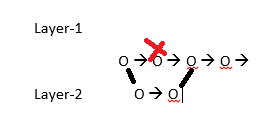 Layer-1
O → O → O → O →
Layer-2
O → O